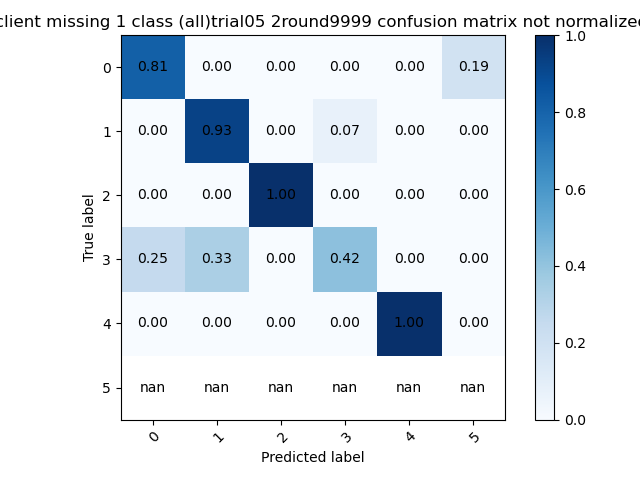 client missing 1 class (all)trial05 2round9999 confusion matrix not normalized
True label
0 0.81 0.00 0.00 0.00 0.00 0.19
1 0.00 0.93 0.00 0.07 0.00 0.00
2 0.00 0.00 1.00 0.00 0.00 0.00
3 0.25 0.33 0.00 0.42 0.00 0.00
4 0.00 0.00 0.00 0.00 1.00 0.00
5 nan nan nan nan nan nan
0 1 2 3 4 5
Predicted label
1.0
0.8
0.6
0.4
0.2
0.0